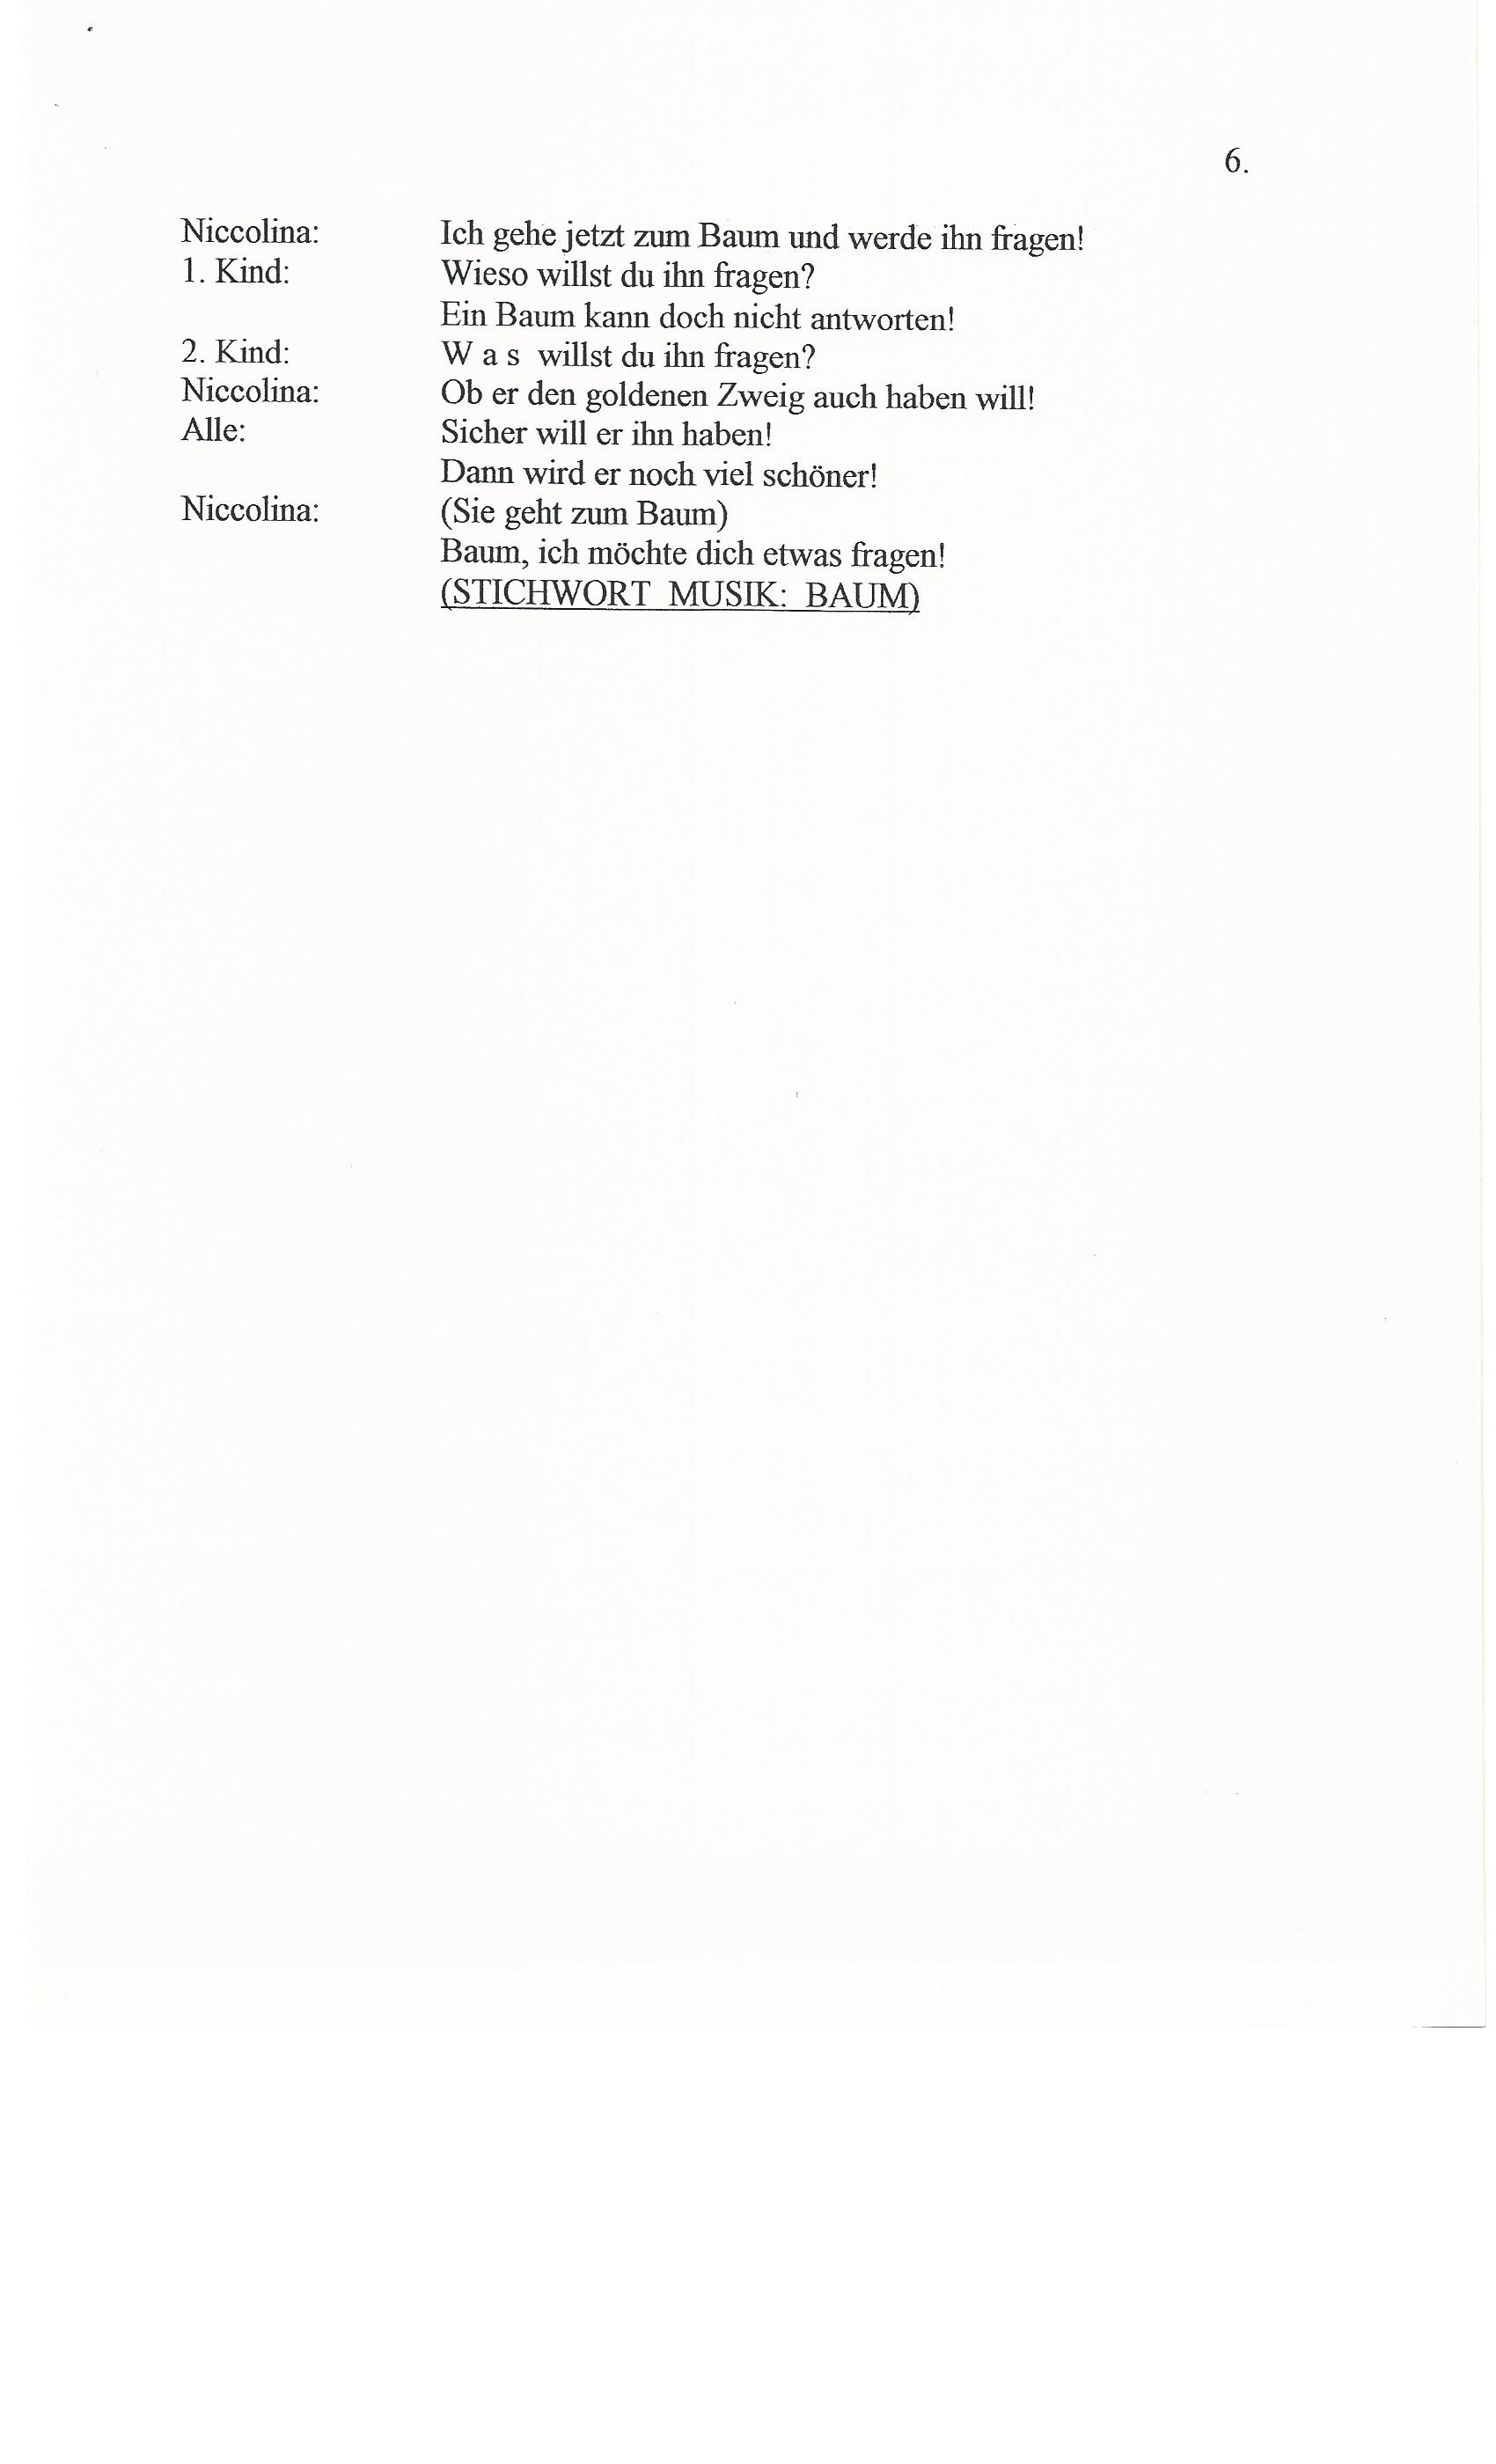 6.
Niccolina: Ich gehe jetzt zum Baum und werde ihn fragen!
1. Kind: Wieso willst du ihn fragen?
Ein Baum kann doch nicht antworten!
2. Kind: W a s  willst du ihn fragen?
Niccolina: Ob er den goldenen Zweig auch haben will!
Alle: Sicher will er ihn haben!
Dann wird er noch viel schöner!
Niccolina: (Sie geht zum Baum)
Baum, ich möchte dich etwas fragen!
(STICHWORT MUSIK: BAUM)